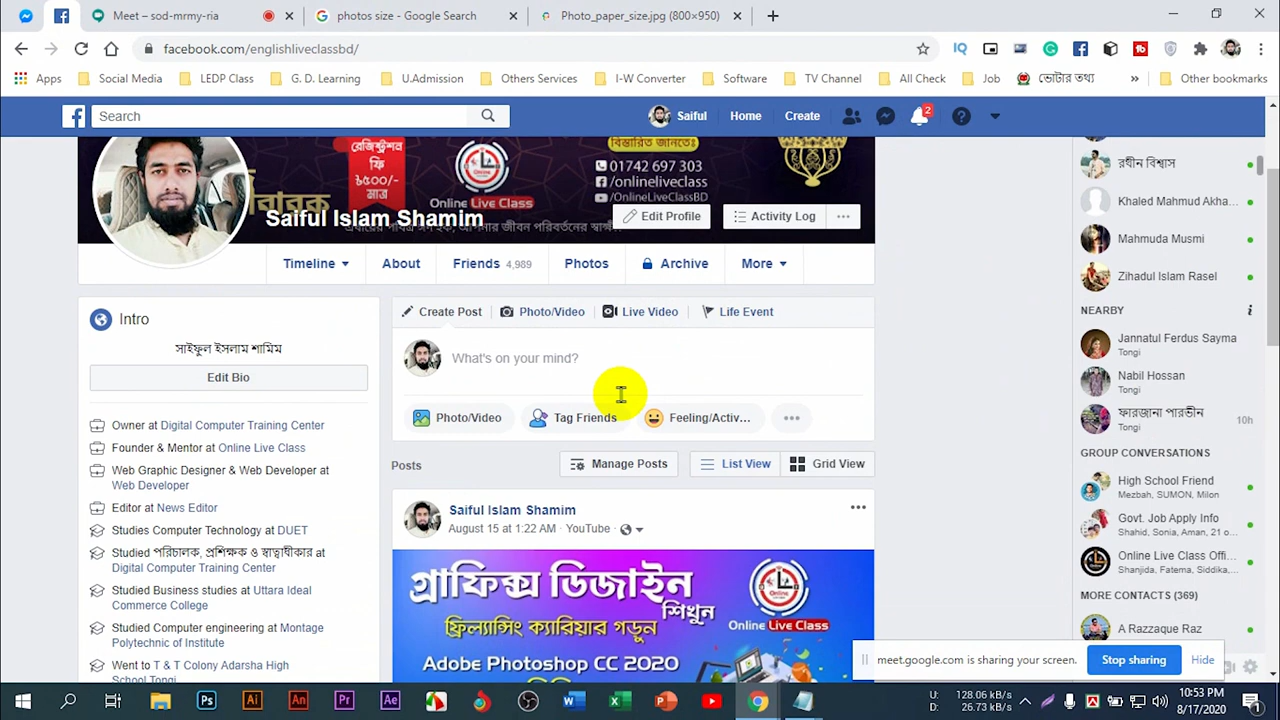 Meet – sod-mrmy-ria
photos size - Google Search
Photo_paper_size.jpg (800×950)
facebook.com/englishliveclassbd/
Apps
Social Media
LEDP Class
G. D. Learning
U.Admission
Others Services
I-W Converter
Software
TV Channel
All Check
Job
ভোটার তথ্য
Other bookmarks
Search
Saiful
Home
Create
2
রেজিস্ট্রেশন
ফি
৳৫০০/-
মাত্র
Online Live Class
বিস্তারিত জানতেঃ
01742 697 303
/onlineliveclass
/OnlineLiveClassBD
বারক
Saiful Islam Shamim
Edit Profile
Activity Log
Timeline
About
Friends 4,989
Photos
Archive
More
Intro
সাইফুল ইসলাম শামিম
Edit Bio
Owner at Digital Computer Training Center
Founder & Mentor at Online Live Class
Web Graphic Designer & Web Developer at
Web Developer
Editor at News Editor
Studies Computer Technology at DUET
Studied পরিচালক, প্রশিক্ষক ও স্বাত্বাধীকার at
Digital Computer Training Center
Studied Business studies at Uttara Ideal
Commerce College
Studied Computer engineering at Montage
Polytechnic of Institute
Went to T & T Colony Adarsha High
School Tongi
Create Post
Photo/Video
Live Video
Life Event
What's on your mind?
Photo/Video
Tag Friends
Feeling/Activ...
Posts
Manage Posts
List View
Grid View
Saiful Islam Shamim
August 15 at 1:22 AM · YouTube ·
গ্রাফিক্স ডিজাইন
শিখুন
ফ্রিল্যান্সিং ক্যারিয়ার গড়ুন
Adobe Photoshop CC 2020
Online Live Class
রযীন বিশ্বাস
Khaled Mahmud Akha...
Mahmuda Musmi
Zihadul Islam Rasel
NEARBY
Jannatul Ferdus Sayma
Tongi
Nabil Hossan
Tongi
ফারজানা পারভীন
Tongi
10h
GROUP CONVERSATIONS
High School Friend
Mezbah, SUMON, Milon
Govt. Job Apply Info
Shahid, Sonia, Aman, 21 o...
Online Live Class Offi...
Shanjida, Fatema, Siddika,...
MORE CONTACTS (369)
A Razzaque Raz
meet.google.com is sharing your screen.
Stop sharing
Hide
U: 128.06 kB/s
D: 26.73 kB/s
10:53 PM
8/17/2020